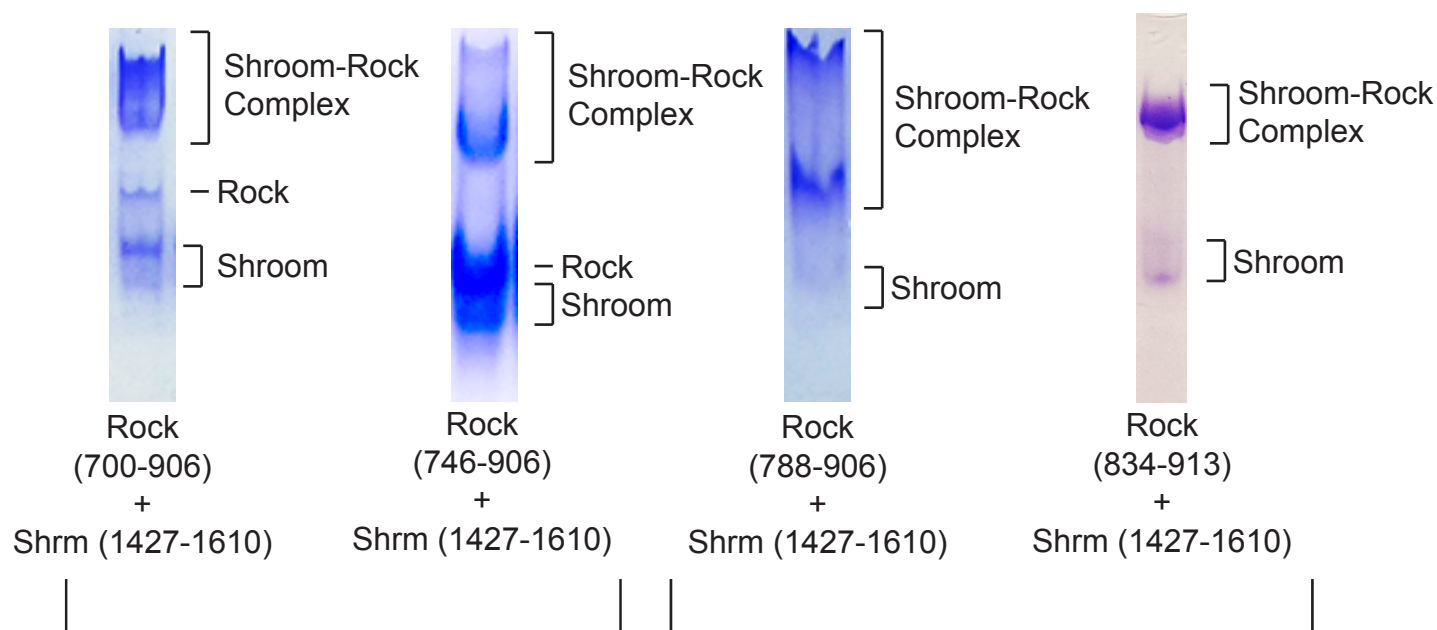 Shroom-Rock
Complex
Rock
Shroom
Shroom-Rock
Complex
Rock
Shroom
Shroom-Rock
Complex
Shroom
Shroom-Rock
Complex
Shroom
Rock
(700-906)
+
Shrm (1427-1610)
Rock
(746-906)
+
Shrm (1427-1610)
Rock
(788-906)
+
Shrm (1427-1610)
Rock
(834-913)
+
Shrm (1427-1610)